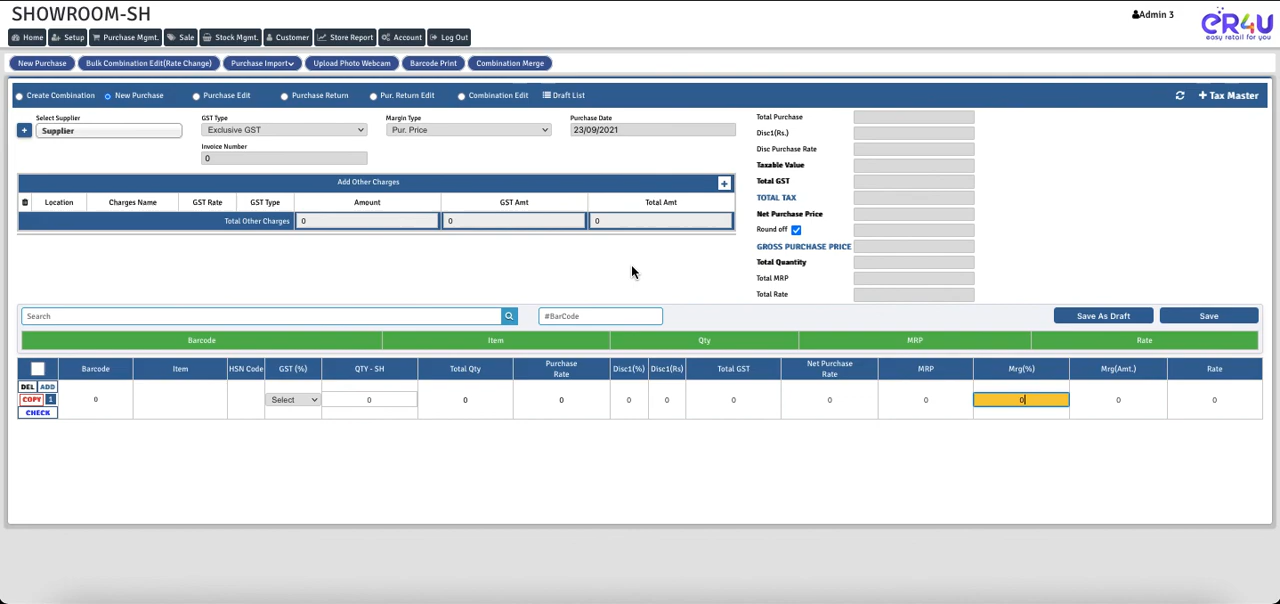 SHOWROOM-SH
Admin 3
eR4U
easy retail for you
Home Setup Purchase Mgmt. Sale Stock Mgmt. Customer Store Report Account Log Out
New Purchase Bulk Combination Edit(Rate Change) Purchase Import Upload Photo Webcam Barcode Print Combination Merge
Create Combination New Purchase Purchase Edit Purchase Return Pur. Return Edit Combination Edit Draft List + Tax Master
Select Supplier GST Type Margin Type Purchase Date
+ Supplier Exclusive GST Pur. Price 23/09/2021
Invoice Number
0
Add Other Charges +
Location Charges Name GST Rate GST Type Amount GST Amt Total Amt
Total Other Charges 0 0 0
Total Purchase
Disc1(Rs.)
Disc Purchase Rate
Taxable Value
Total GST
TOTAL TAX
Net Purchase Price
Round off
GROSS PURCHASE PRICE
Total Quantity
Total MRP
Total Rate
Search #BarCode Save As Draft Save
Barcode Item Qty MRP Rate
Barcode Item HSN Code GST (%) QTY - SH Total Qty Purchase Rate Disc1(%) Disc1(Rs) Total GST Net Purchase Rate MRP Mrg(%) Mrg(Amt.) Rate
DEL ADD
COPY 1 0 Select 0 0 0 0 0 0 0 0 0 0 0
CHECK